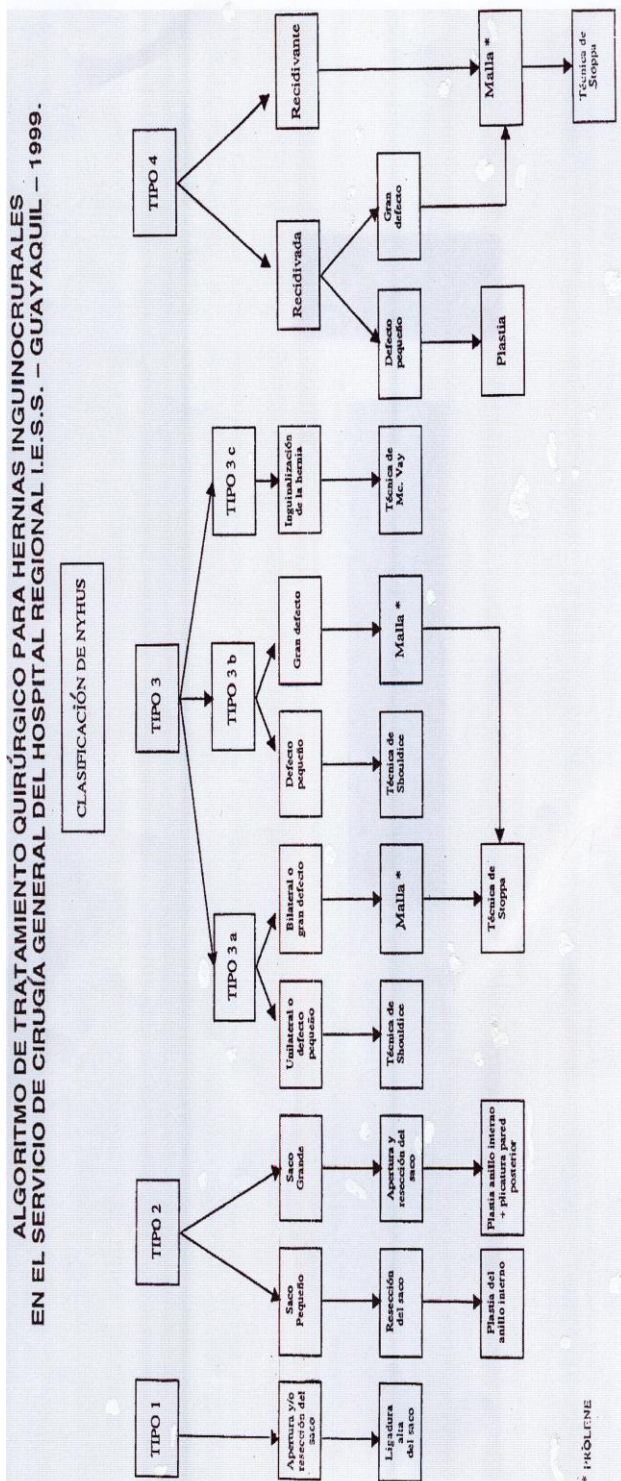 ALGORITMO DE TRATAMIENTO QUIRÚRGICO PARA HERNIAS INGUINOCRURALES
EN EL SERVICIO DE CIRUGÍA GENERAL DEL HOSPITAL REGIONAL I.E.S.S. – GUAYAQUIL – 1999.
CLASIFICACIÓN DE NYHUS
TIPO 1
Apertura y/o
resección del
saco
Ligadura
alta
del saco
TIPO 2
Saco
Pequeño
Resección
del saco
Plastia del
anillo interno
Saco
Grande
Apertura y
resección del
saco
Plastia anillo interno
+ plicatura pared
posterior
TIPO 3
TIPO 3 a
Unilateral o
defecto
pequeño
Técnica de
Shouldice
Bilateral o
gran defecto
Malla *
Técnica de
Stoppa
TIPO 3 b
Defecto
pequeño
Técnica de
Shouldice
Gran defecto
Malla *
TIPO 3 c
Inguinalización
de la hernia
Técnica de
Mc. Vay
TIPO 4
Recidivada
Defecto
pequeño
Plastia
Gran
defecto
Recidivante
Malla *
Técnica de
Stoppa
* PROLENE